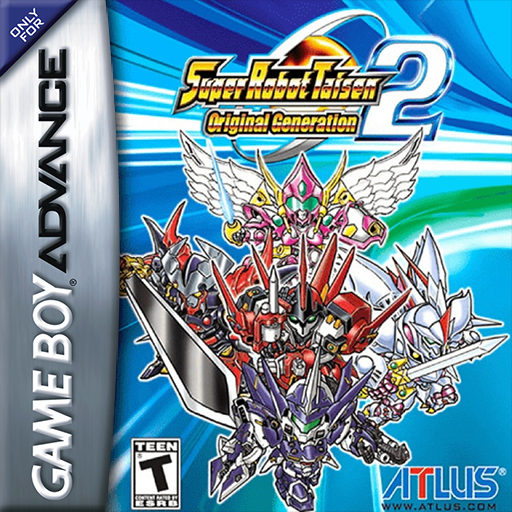 ONLY
FOR
GAME BOY ADVANCE
Super Robot Taisen
Original Generation
2
TEEN
T
CONTENT RATED BY
ESRB
ATLUS®
WWW.ATLUS.COM